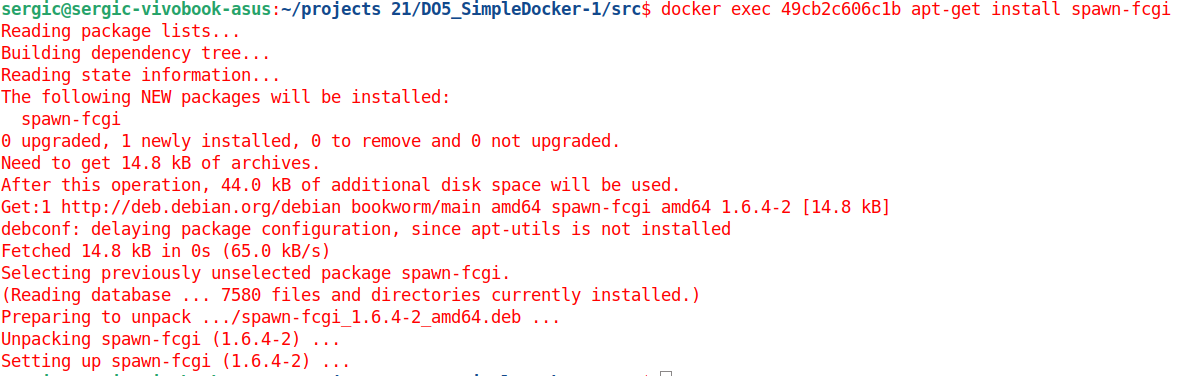 sergic@sergic-vivobook-asus:~/projects 21/DO5_SimpleDocker-1/src$ docker exec 49cb2c606c1b apt-get install spawn-fcgi
Reading package lists...
Building dependency tree...
Reading state information...
The following NEW packages will be installed:
  spawn-fcgi
0 upgraded, 1 newly installed, 0 to remove and 0 not upgraded.
Need to get 14.8 kB of archives.
After this operation, 44.0 kB of additional disk space will be used.
Get:1 http://deb.debian.org/debian bookworm/main amd64 spawn-fcgi amd64 1.6.4-2 [14.8 kB]
debconf: delaying package configuration, since apt-utils is not installed
Fetched 14.8 kB in 0s (65.0 kB/s)
Selecting previously unselected package spawn-fcgi.
(Reading database ... 7580 files and directories currently installed.)
Preparing to unpack .../spawn-fcgi_1.6.4-2_amd64.deb ...
Unpacking spawn-fcgi (1.6.4-2) ...
Setting up spawn-fcgi (1.6.4-2) ...